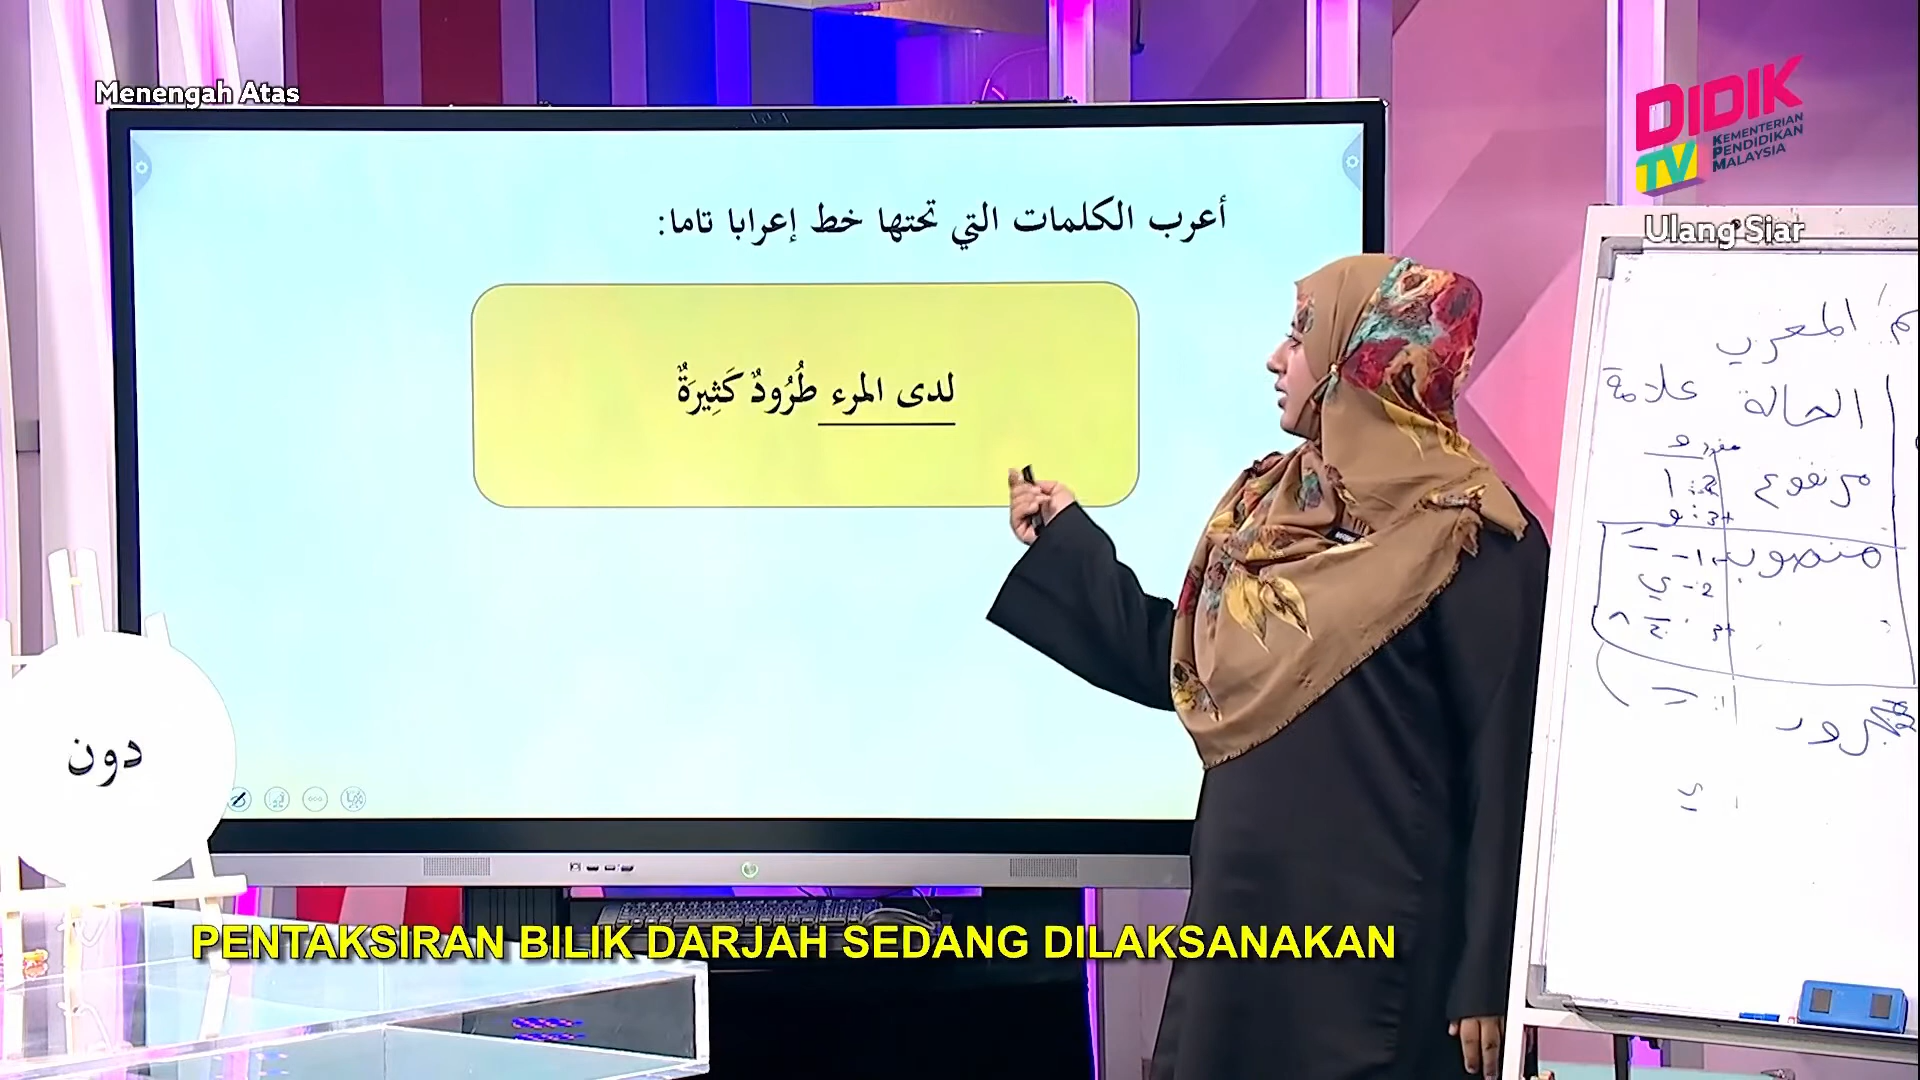 Menengah Atas
DIDIK
TV
KEMENTERIAN
PENDIDIKAN
MALAYSIA
Ulang Siar
أعرب الكلمات التي تحتها خط إعرابا تاما:
لدى المرء طُرُودٌ كَثِيرَةٌ
المعرب
الحالة علامة
مرفوع
منصوب
دون
PENTAKSIRAN BILIK DARJAH SEDANG DILAKSANAKAN